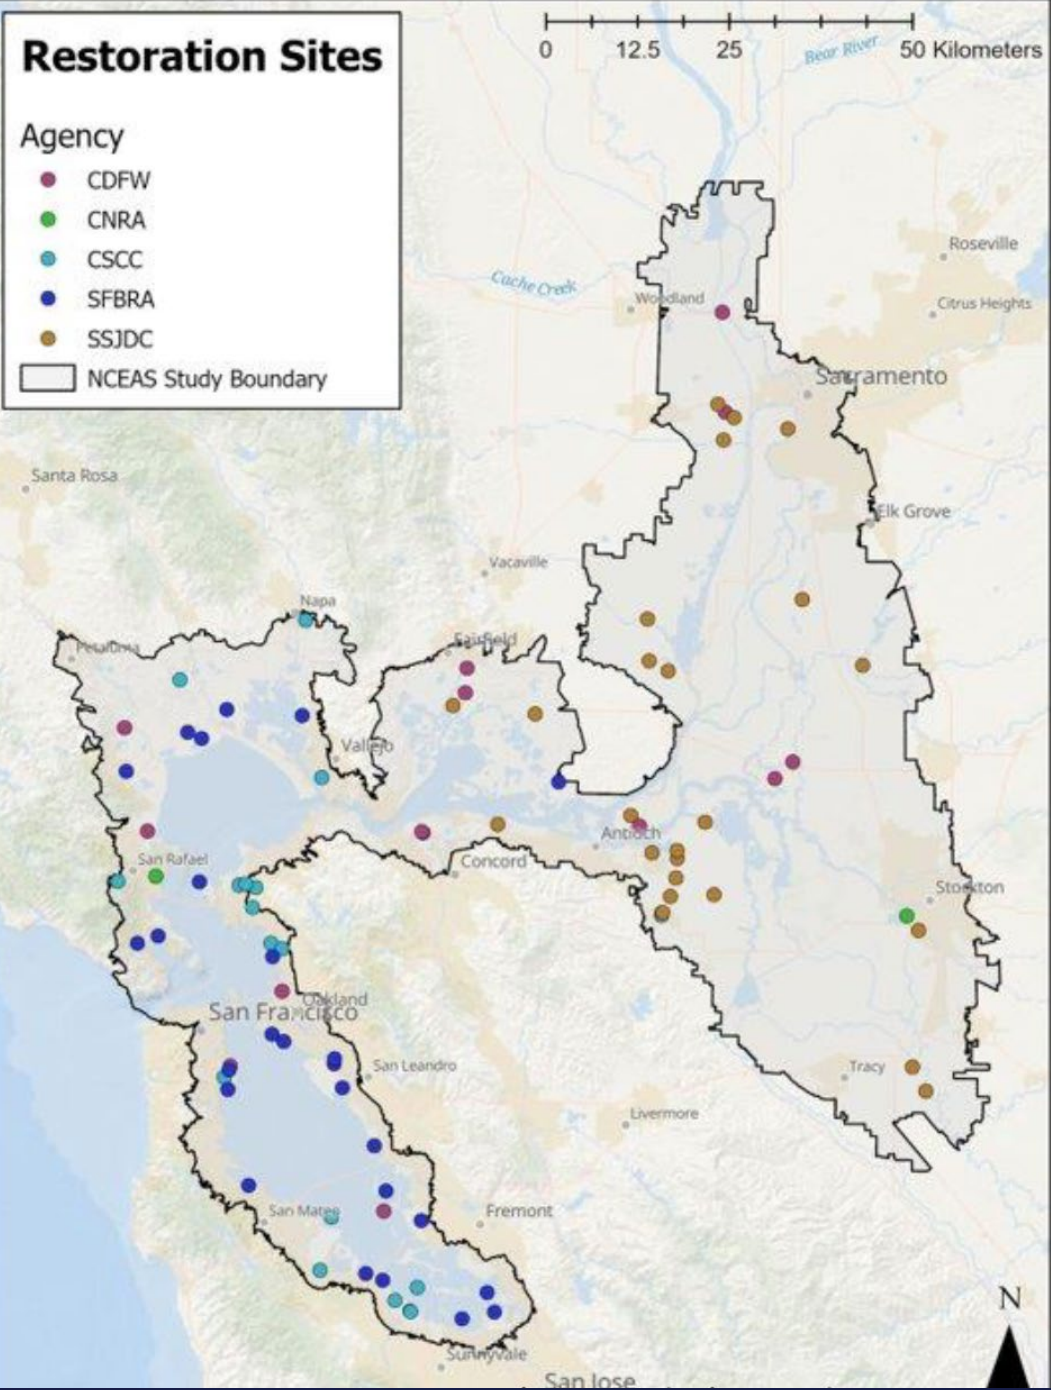 Restoration Sites
Agency
CDFW
CNRA
CSCC
SFBRA
SSJDC
NCEAS Study Boundary
0 12.5 25 50 Kilometers
Bear River
Roseville
Cache Creek
Woodland
Citrus Heights
Sacramento
Santa Rosa
Elk Grove
Vacaville
Napa
Petaluma
Fairfield
Vallejo
Antioch
San Rafael
Concord
Stockton
Oakland
San Francisco
San Leandro
Tracy
Livermore
San Mateo
Fremont
N
Sunnyvale
San Jose